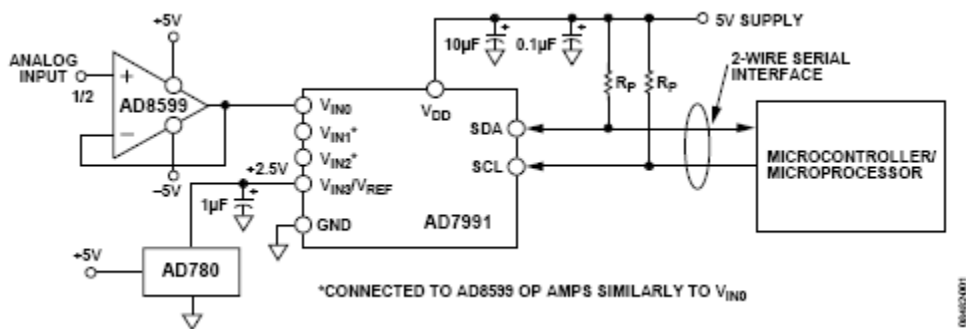 +5V
5V SUPPLY
10µF
0.1µF
ANALOG
INPUT
1/2
AD8599
+
−
−5V
RP
RP
2-WIRE SERIAL
INTERFACE
VIN0
VIN1*
VIN2*
VIN3/VREF
GND
VDD
SDA
SCL
AD7991
+2.5V
1µF
MICROCONTROLLER/
MICROPROCESSOR
+5V
AD780
*CONNECTED TO AD8599 OP AMPS SIMILARLY TO VIN0